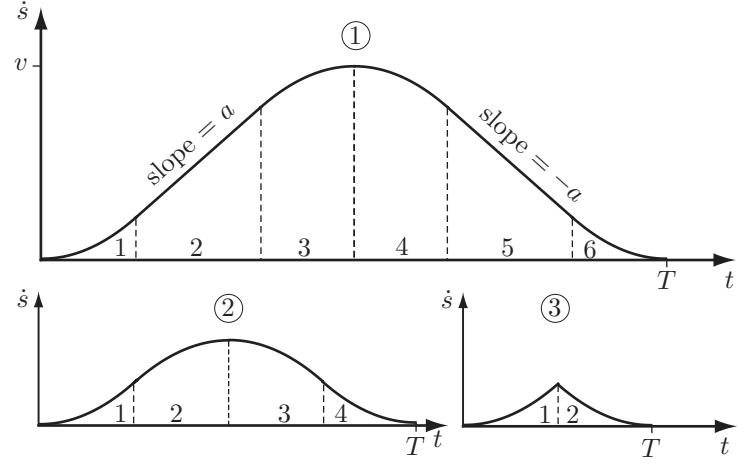 ṡ
①
v
slope = a
slope = −a
1 2 3 4 5 6
T
t
ṡ
②
1 2 3 4
T
t
ṡ
③
1 2
T
t